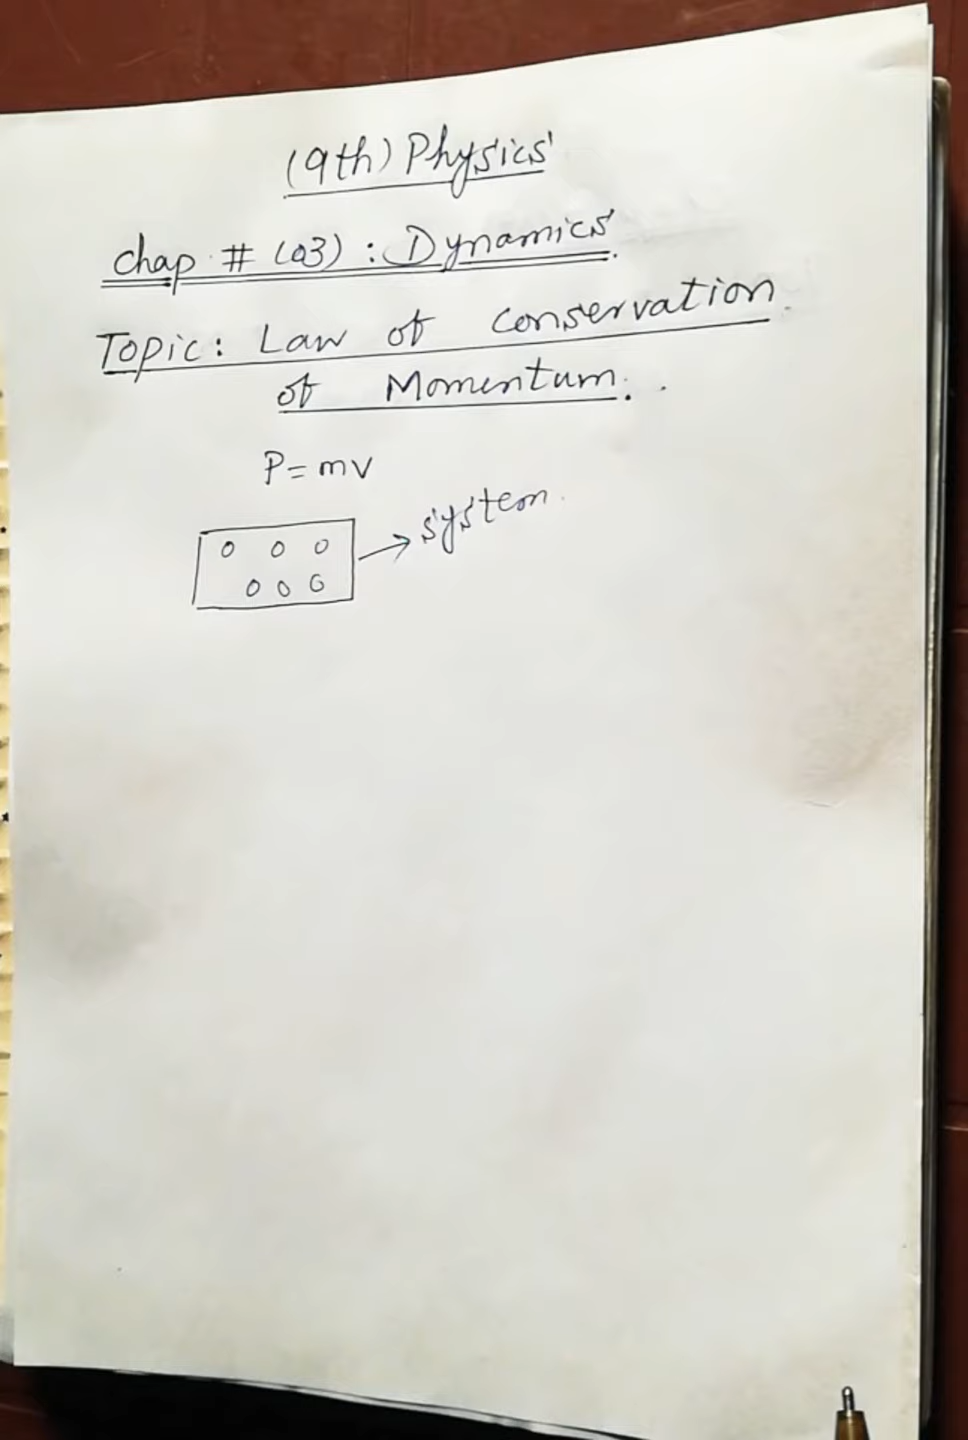 (9th) Physics
Chap # (03) : Dynamics.
Topic: Law of conservation
of Momentum.
P = mv
system.